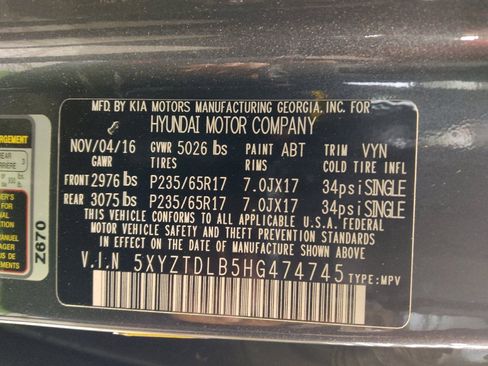 MFD. BY KIA MOTORS MANUFACTURING GEORGIA, INC. FOR
HYUNDAI MOTOR COMPANY
NOV/04/16 GVWR 5026 lbs PAINT ABT TRIM VYN
GAWR TIRES RIMS COLD TIRE INFL
FRONT 2976 lbs P235/65R17 7.0JX17 34psi SINGLE
REAR 3075 lbs P235/65R17 7.0JX17 34psi SINGLE
THIS VEHICLE CONFORMS TO ALL APPLICABLE U.S.A. FEDERAL
MOTOR VEHICLE SAFETY AND THEFT PREVENTION STANDARDS
IN EFFECT ON THE DATE OF MANUFACTURE SHOWN ABOVE.
V.I.N 5XYZTDLB5HG474745 TYPE: MPV
Z670